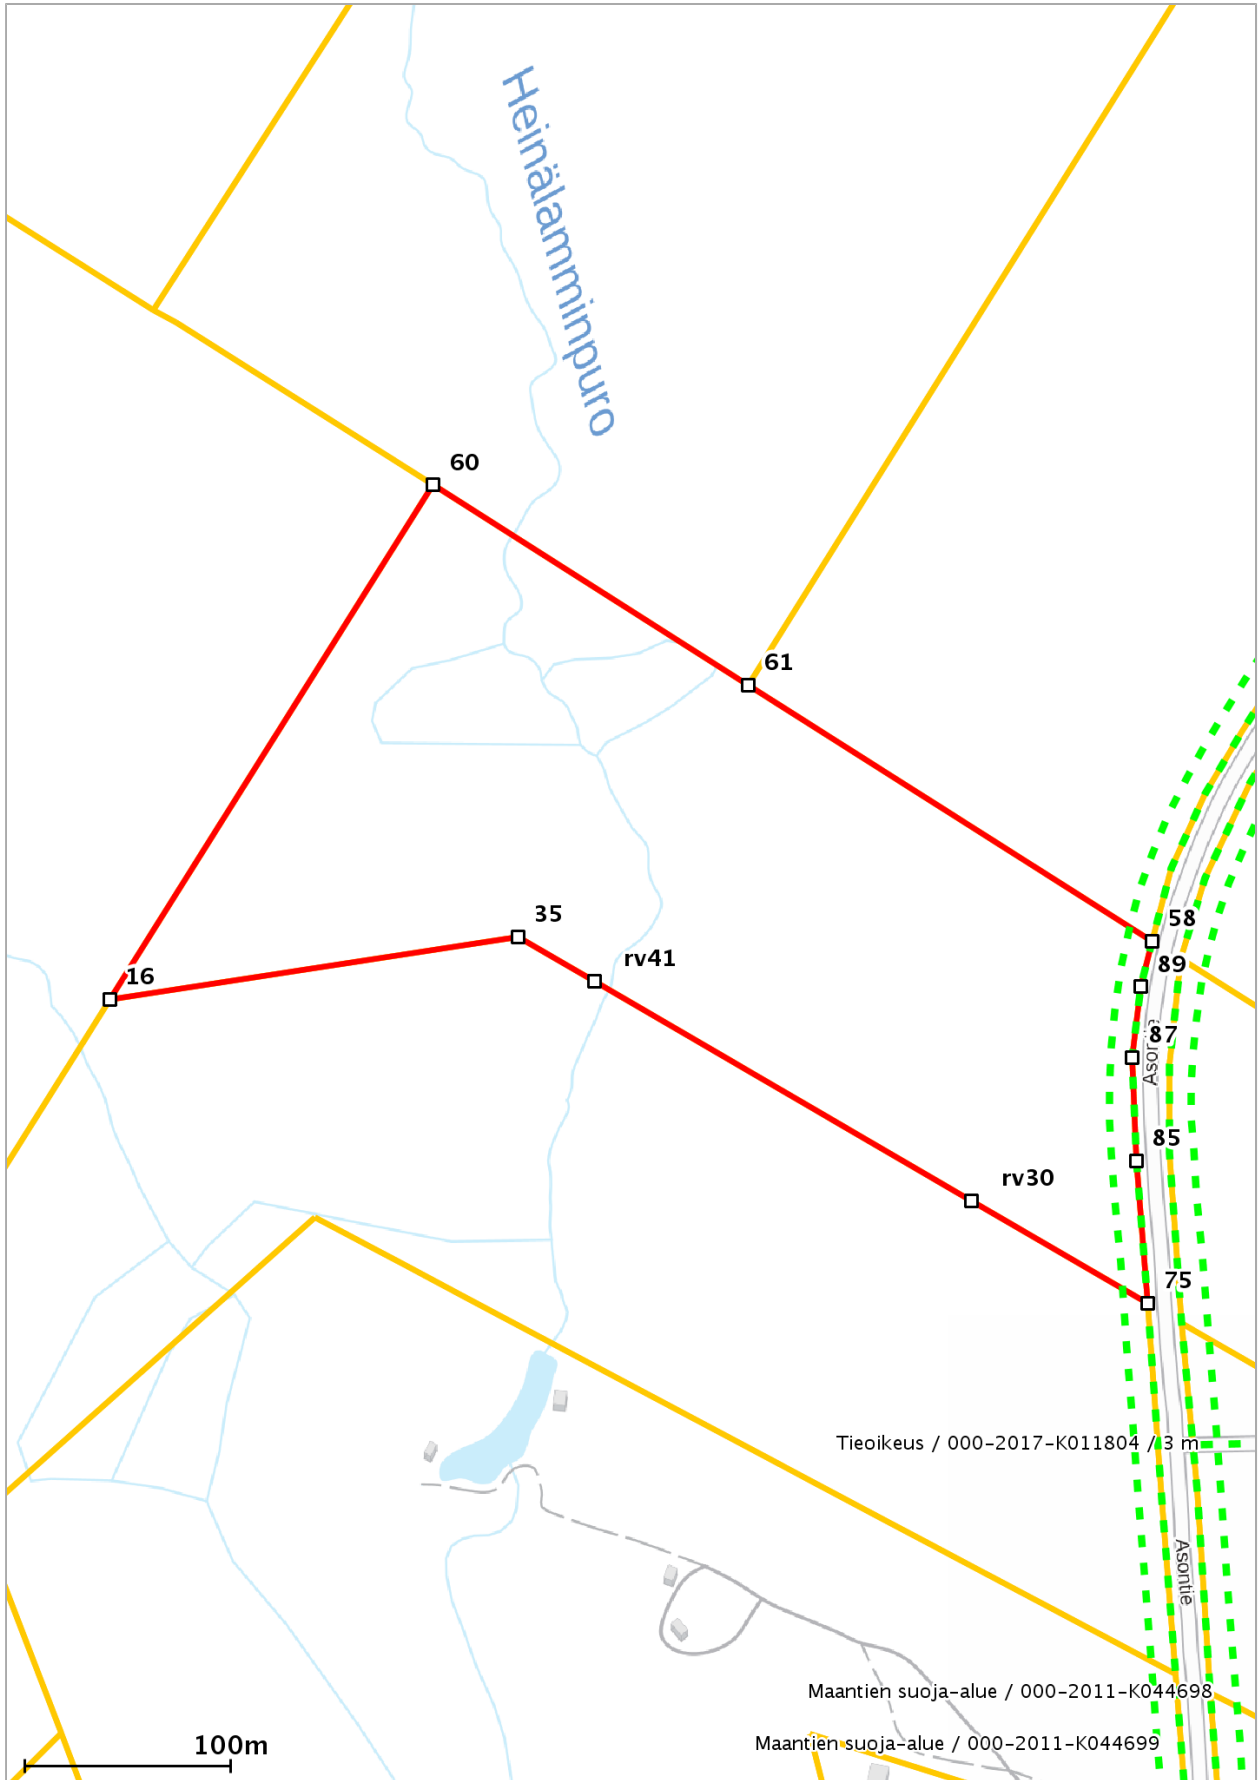 Heinälamminpuro
60
61
35
58
rv41
89
16
87
Asontie
85
rv30
75
Tieoikeus / 000-2017-K011804 / 3 m
Asontie
Maantien suoja-alue / 000-2011-K044698
Maantien suoja-alue / 000-2011-K044699
100m